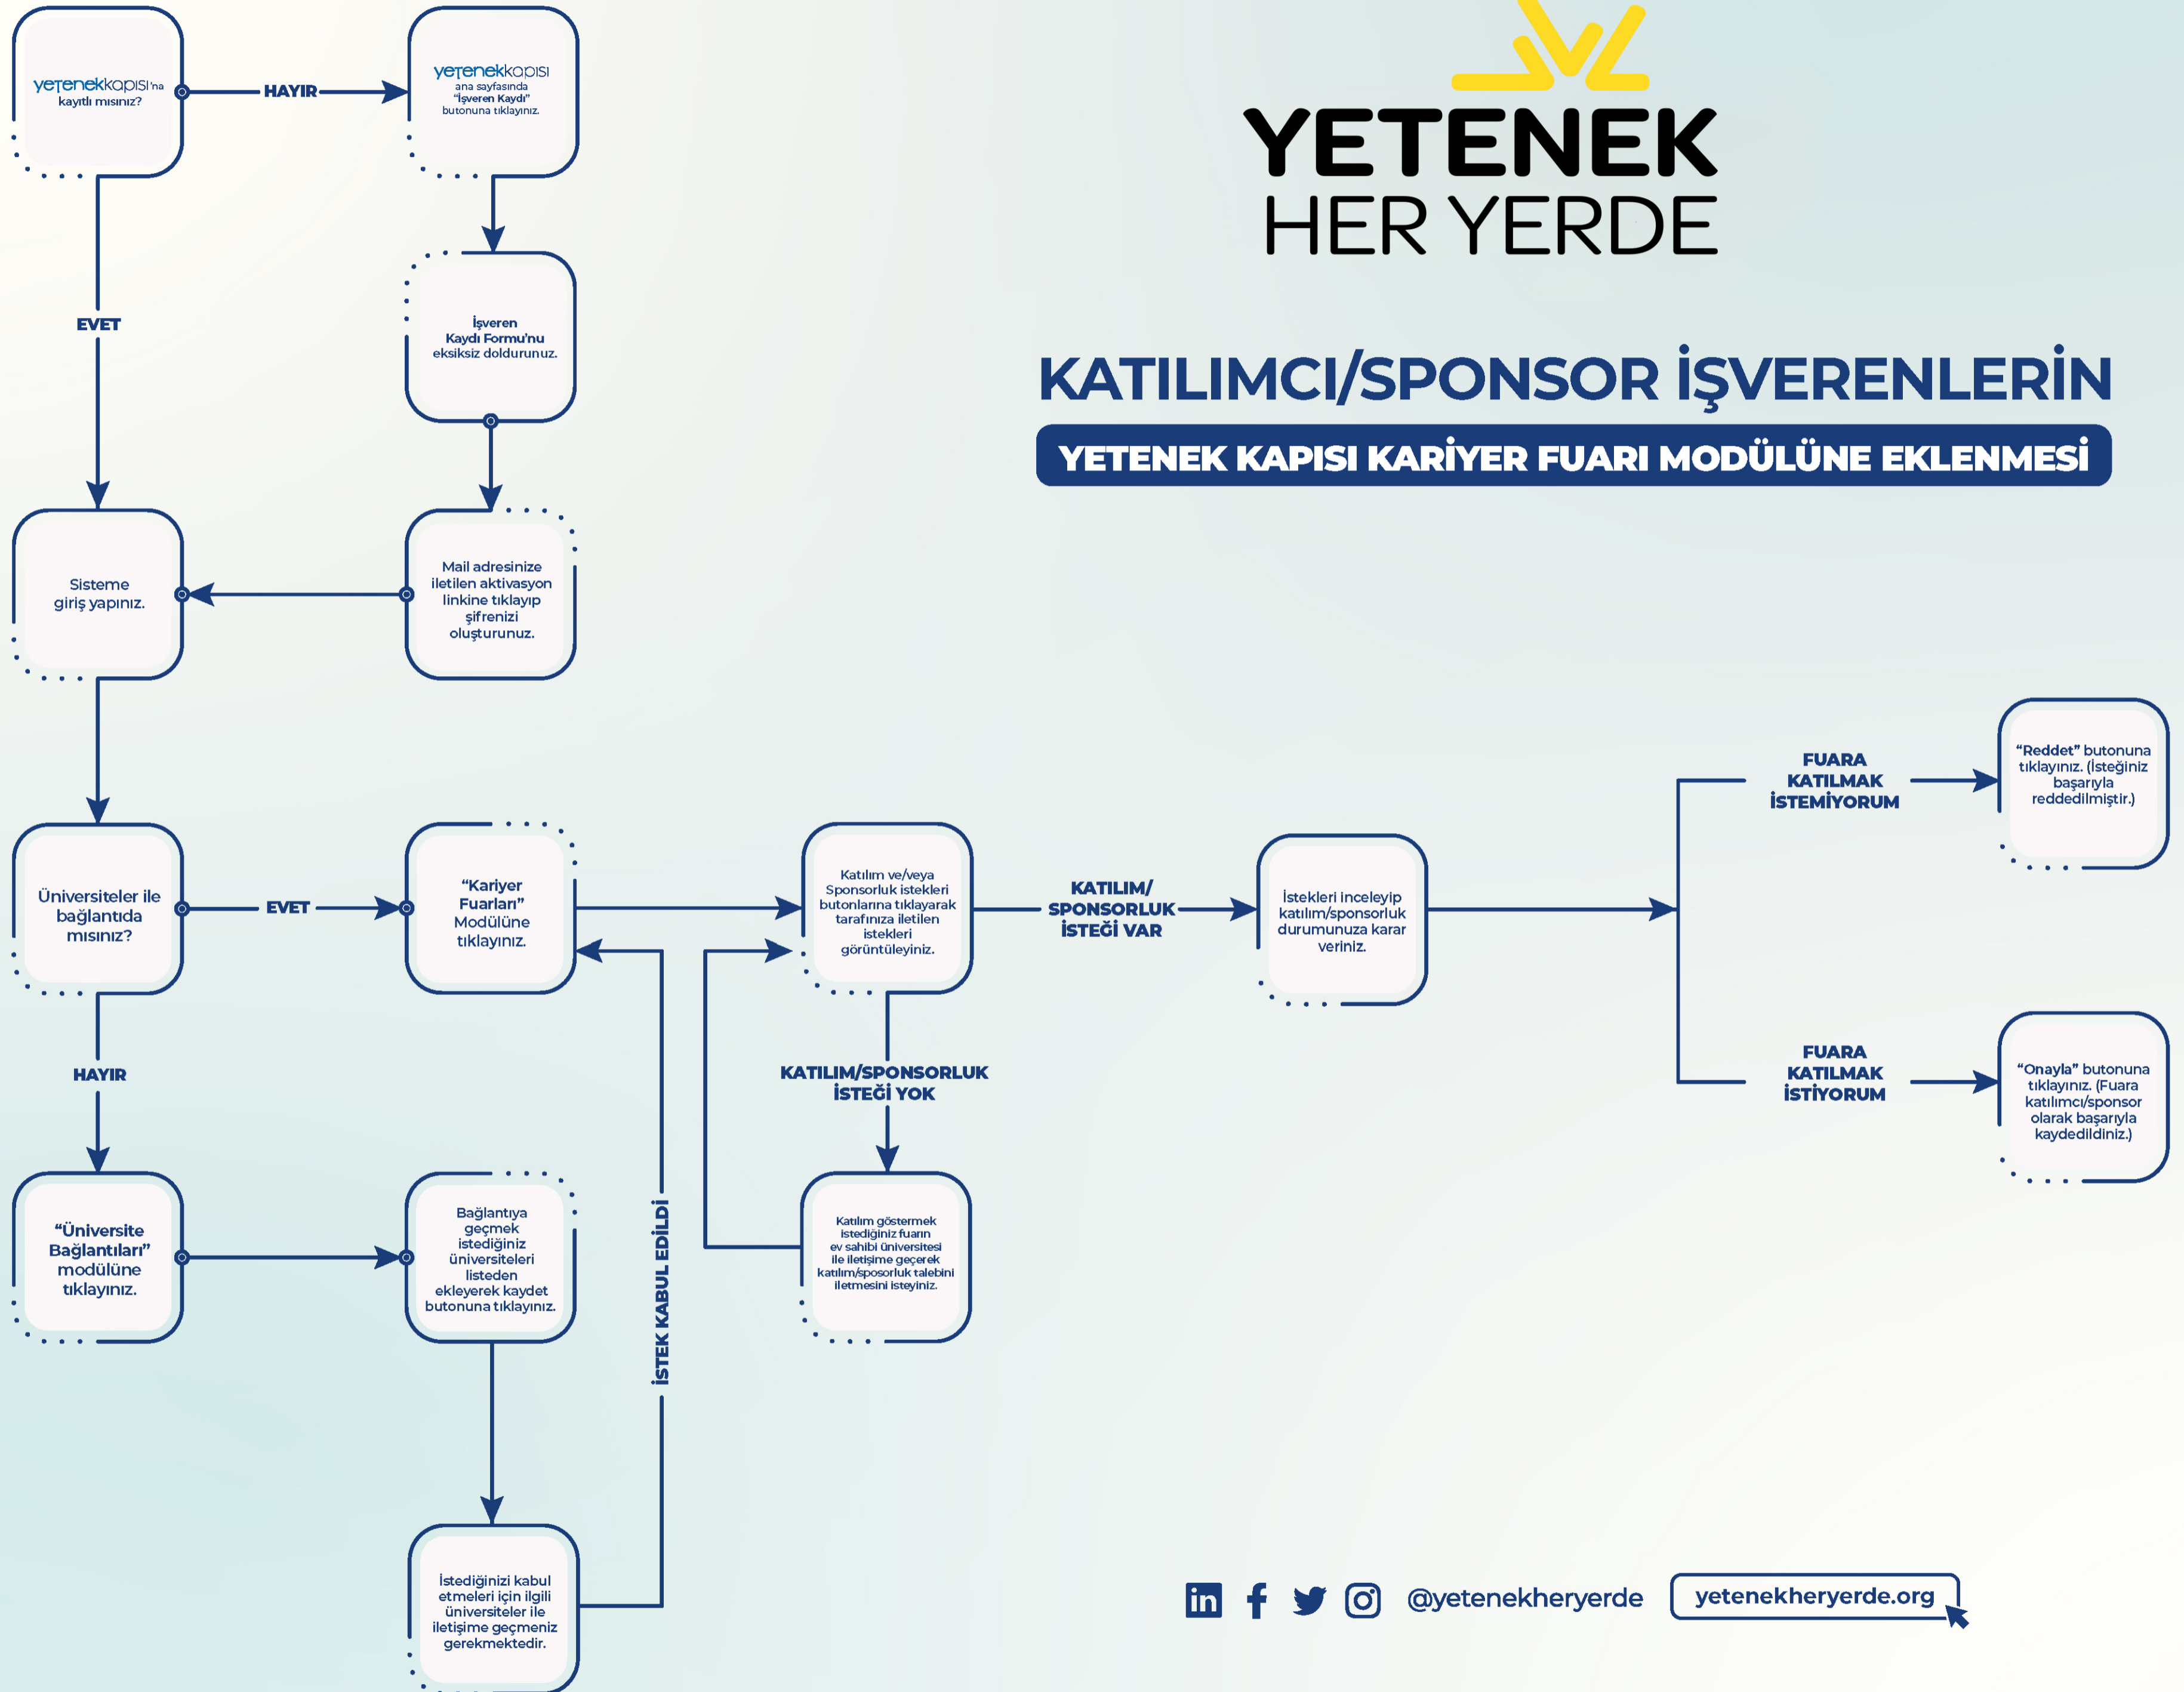 yetenekkapısı'na
kayıtlı mısınız?
HAYIR
yetenekkapısı
ana sayfasında
“İşveren Kaydı”
butonuna tıklayınız.
YETENEK
HER YERDE
EVET
İşveren
Kaydı Formu'nu
eksiksiz doldurunuz.
KATILIMCI/SPONSOR İŞVERENLERİN
YETENEK KAPISI KARİYER FUARI MODÜLÜNE EKLENMESİ
Sisteme
giriş yapınız.
Mail adresinize
iletilen aktivasyon
linkine tıklayıp
şifrenizi
oluşturunuz.
Üniversiteler ile
bağlantıda
mısınız?
EVET
“Kariyer
Fuarları”
Modülüne
tıklayınız.
Katılım ve/veya
Sponsorluk istekleri
butonlarına tıklayarak
tarafınıza iletilen
istekleri
görüntüleyiniz.
KATILIM/
SPONSORLUK
İSTEĞİ VAR
İstekleri inceleyip
katılım/sponsorluk
durumunuza karar
veriniz.
FUARA
KATILMAK
İSTEMİYORUM
“Reddet” butonuna
tıklayınız. (İsteğiniz
başarıyla
reddedilmiştir.)
FUARA
KATILMAK
İSTİYORUM
“Onayla” butonuna
tıklayınız. (Fuara
katılımcı/sponsor
olarak başarıyla
kaydedildiniz.)
HAYIR
KATILIM/SPONSORLUK
İSTEĞİ YOK
“Üniversite
Bağlantıları”
modülüne
tıklayınız.
Bağlantıya
geçmek
istediğiniz
üniversiteleri
listeden
ekleyerek kaydet
butonuna tıklayınız.
İSTEK KABUL EDİLDİ
Katılım göstermek
istediğiniz fuarın
ev sahibi üniversitesi
ile iletişime geçerek
katılım/sposorluk talebini
iletmesini isteyiniz.
İstediğinizi kabul
etmeleri için ilgili
üniversiteler ile
iletişime geçmeniz
gerekmektedir.
@yetenekheryerde
yetenekheryerde.org